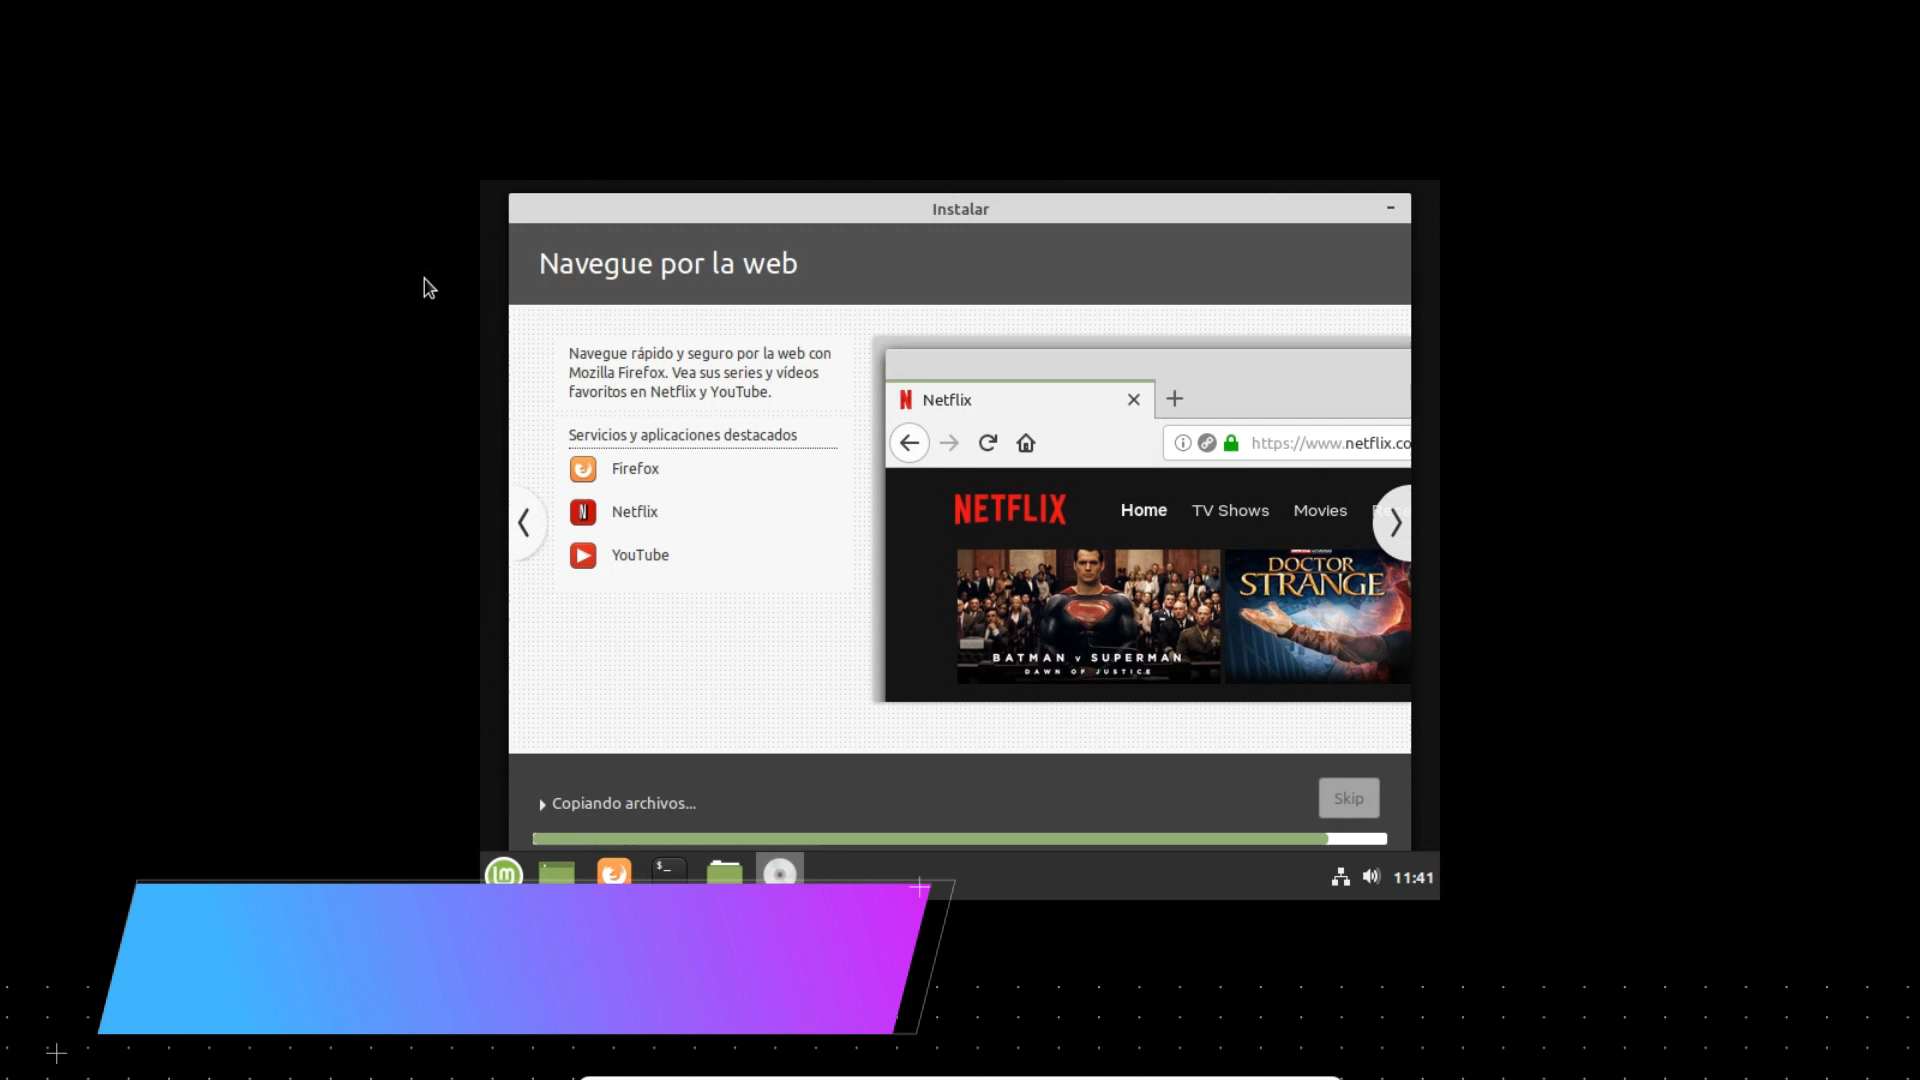 Instalar
Navegue por la web
Navegue rápido y seguro por la web con
Mozilla Firefox. Vea sus series y vídeos
favoritos en Netflix y YouTube.
Servicios y aplicaciones destacados
Firefox
Netflix
YouTube
Netflix
https://www.netflix.co
NETFLIX Home TV Shows Movies
BATMAN v SUPERMAN
DAWN OF JUSTICE
DOCTOR
STRANGE
Copiando archivos...
Skip
$_
11:41